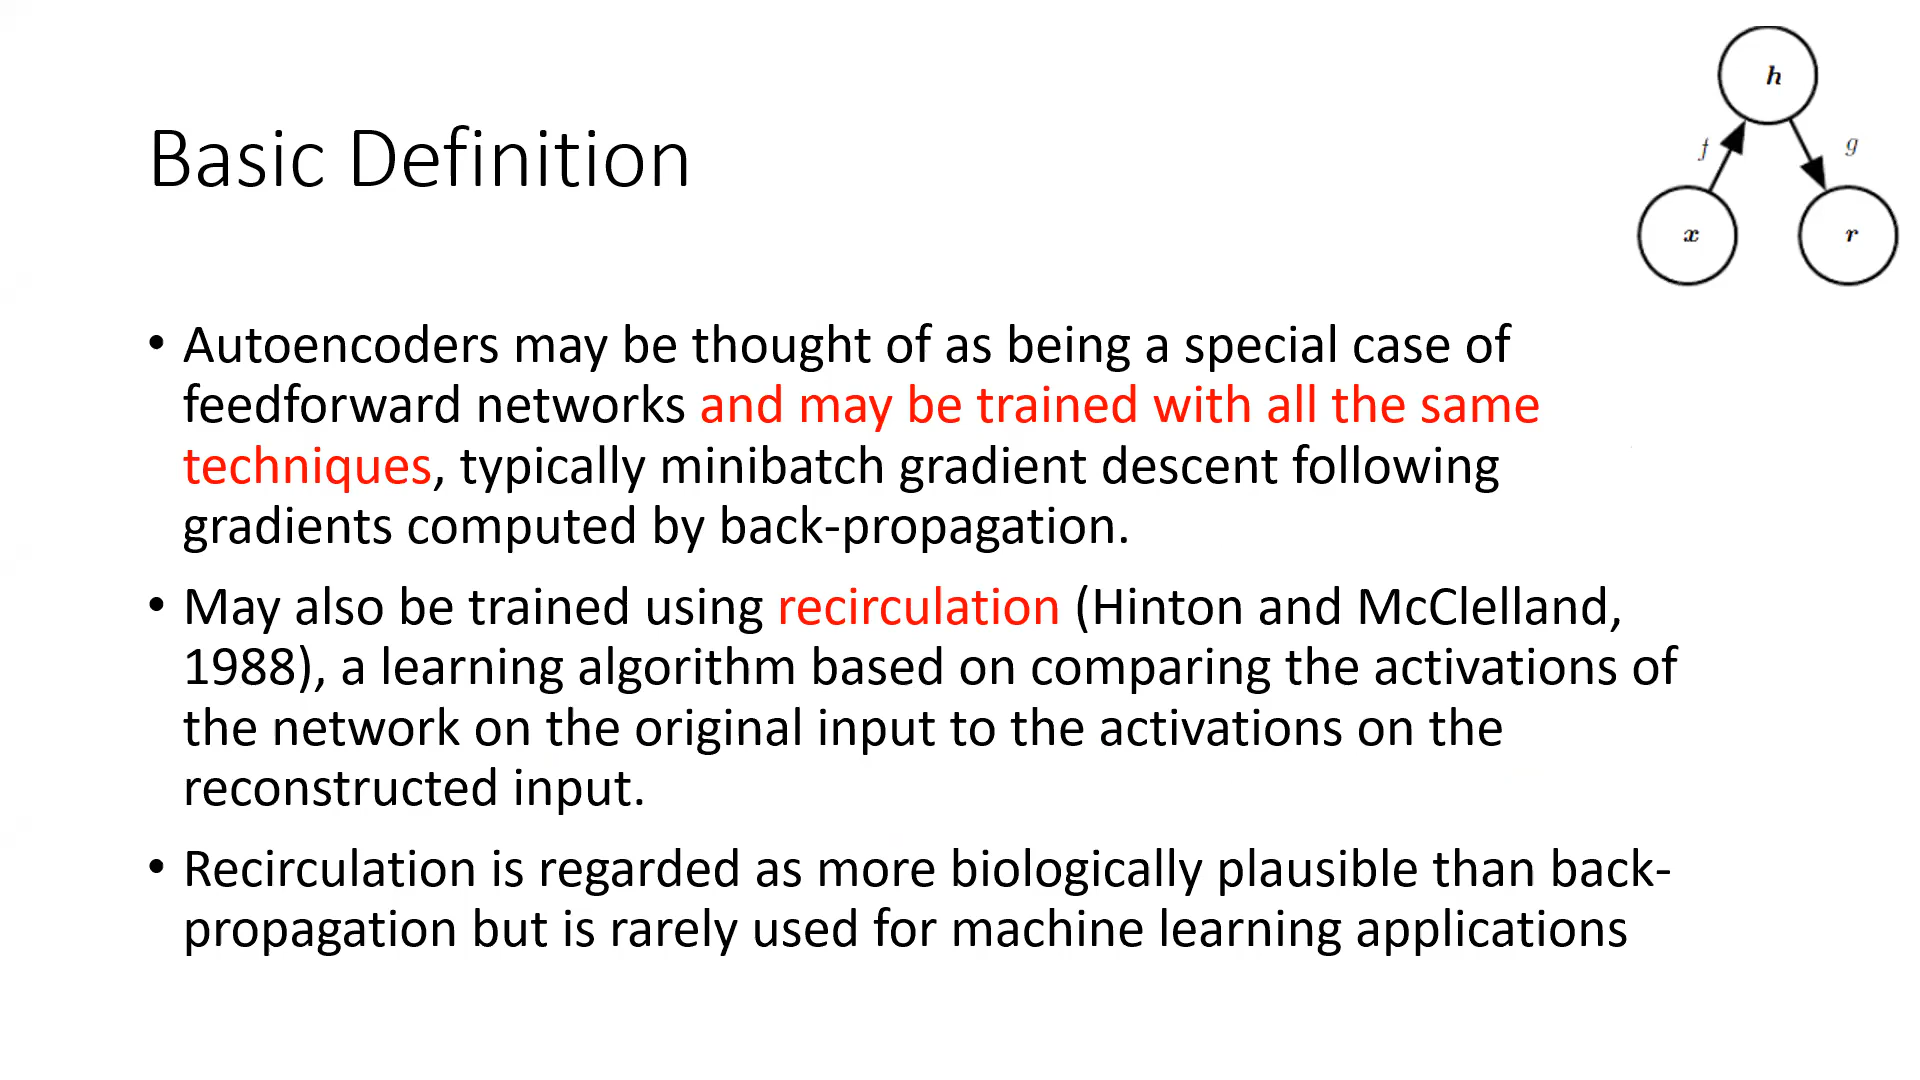 h
f
g
x
r
Basic Definition
• Autoencoders may be thought of as being a special case of
feedforward networks and may be trained with all the same
techniques, typically minibatch gradient descent following
gradients computed by back-propagation.
• May also be trained using recirculation (Hinton and McClelland,
1988), a learning algorithm based on comparing the activations of
the network on the original input to the activations on the
reconstructed input.
• Recirculation is regarded as more biologically plausible than back-
propagation but is rarely used for machine learning applications